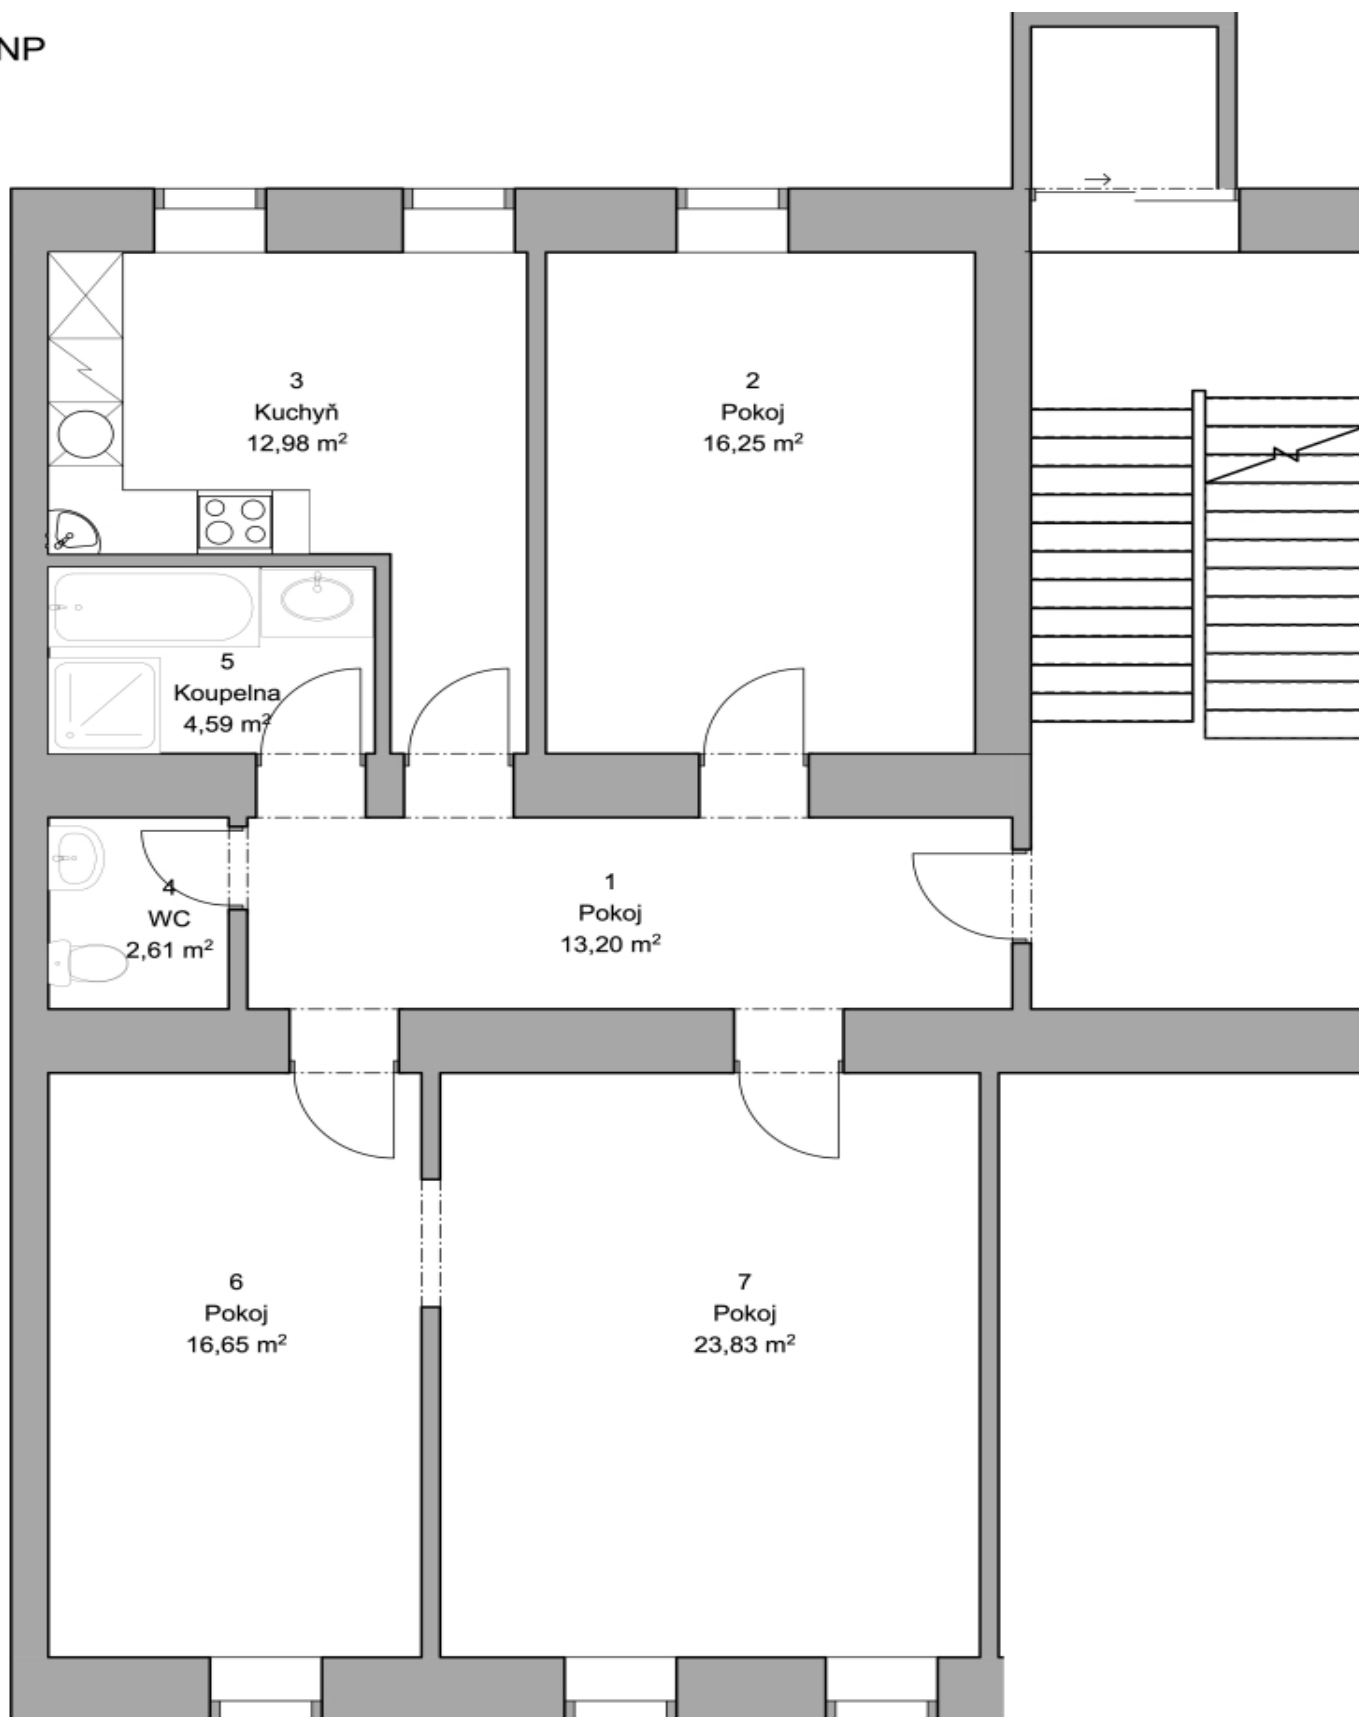 NP
3
Kuchyň
12,98 m²
2
Pokoj
16,25 m²
5
Koupelna
4,59 m²
4
WC
2,61 m²
1
Pokoj
13,20 m²
6
Pokoj
16,65 m²
7
Pokoj
23,83 m²